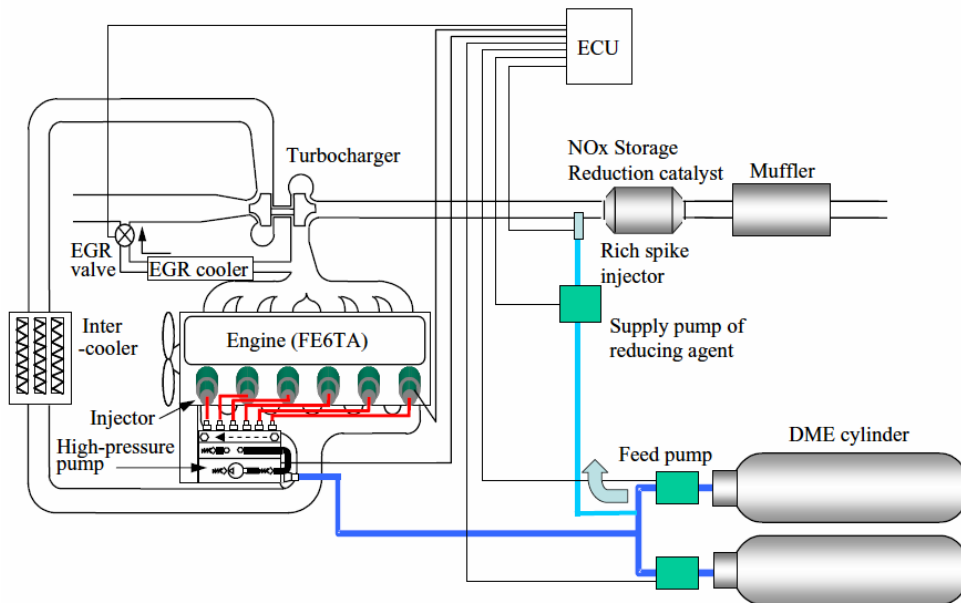 ECU
Turbocharger
NOx Storage
Reduction catalyst
Muffler
EGR
valve
EGR cooler
Rich spike
injector
Inter
-cooler
Engine (FE6TA)
Supply pump of
reducing agent
Injector
High-pressure
pump
Feed pump
DME cylinder